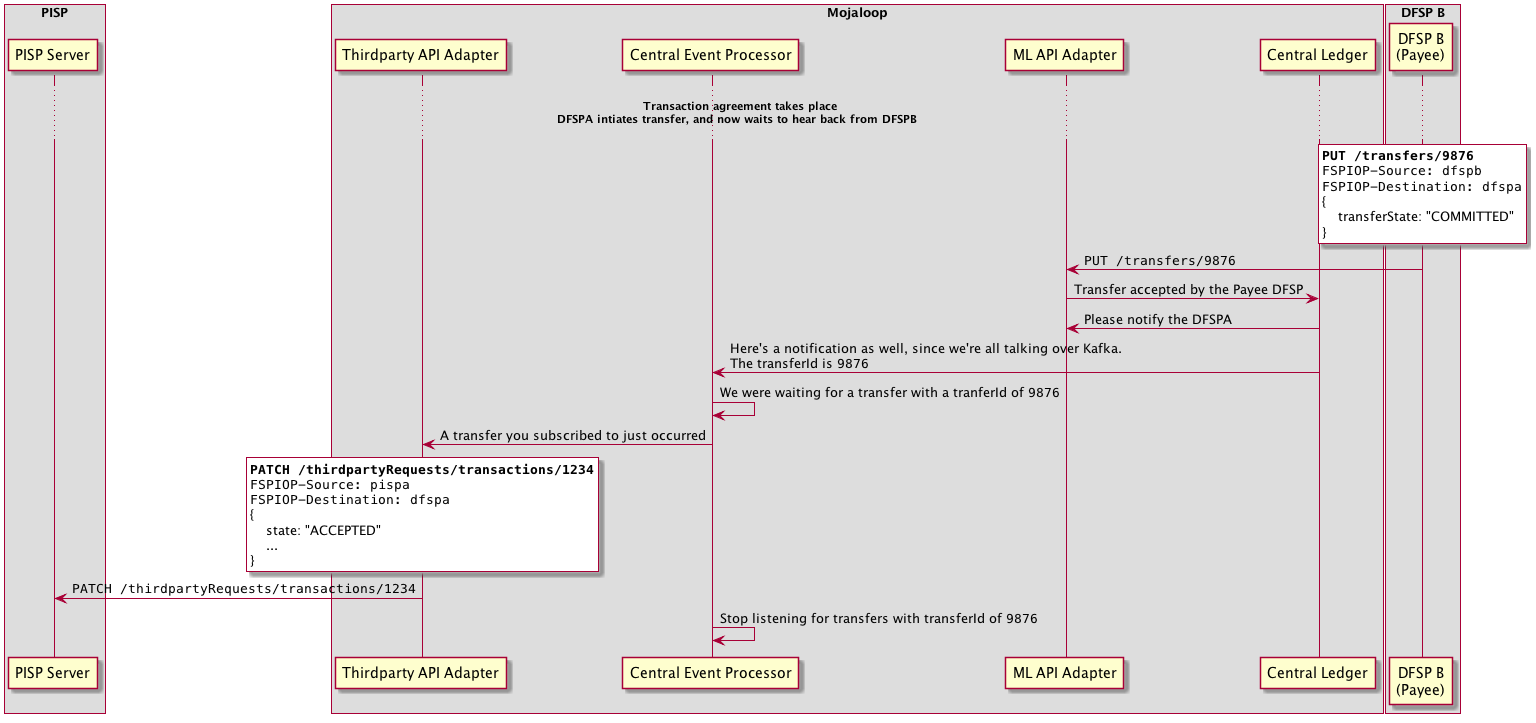 PISP
Mojaloop
DFSP B
PISP Server
Thirdparty API Adapter
Central Event Processor
ML API Adapter
Central Ledger
DFSP B
(Payee)
Transaction agreement takes place
DFSPA intiates transfer, and now waits to hear back from DFSPB
PUT /transfers/9876
FSPIOP-Source: dfspb
FSPIOP-Destination: dfspa
{
transferState: "COMMITTED"
}
PUT /transfers/9876
Transfer accepted by the Payee DFSP
Please notify the DFSPA
Here's a notification as well, since we're all talking over Kafka.
The transferId is 9876
We were waiting for a transfer with a tranferId of 9876
A transfer you subscribed to just occurred
PATCH /thirdpartyRequests/transactions/1234
FSPIOP-Source: pispa
FSPIOP-Destination: dfspa
{
state: "ACCEPTED"
...
}
PATCH /thirdpartyRequests/transactions/1234
Stop listening for transfers with transferId of 9876
PISP Server
Thirdparty API Adapter
Central Event Processor
ML API Adapter
Central Ledger
DFSP B
(Payee)